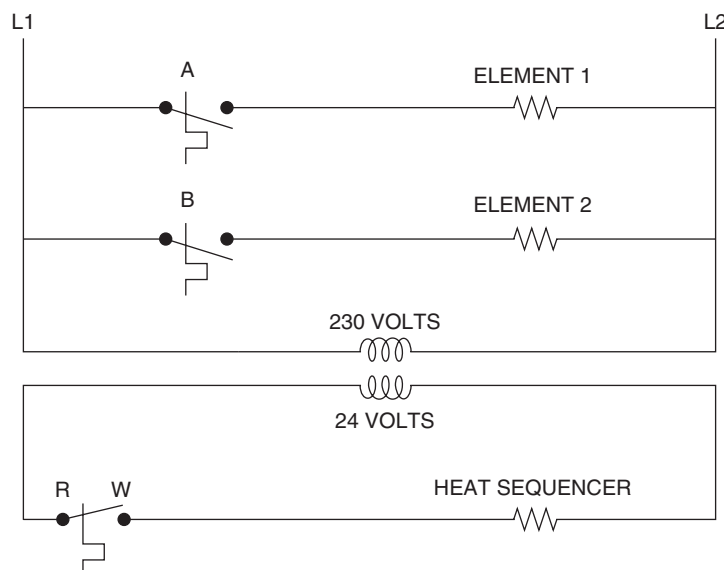 L1 L2
A
ELEMENT 1
B
ELEMENT 2
230 VOLTS
24 VOLTS
R W
HEAT SEQUENCER